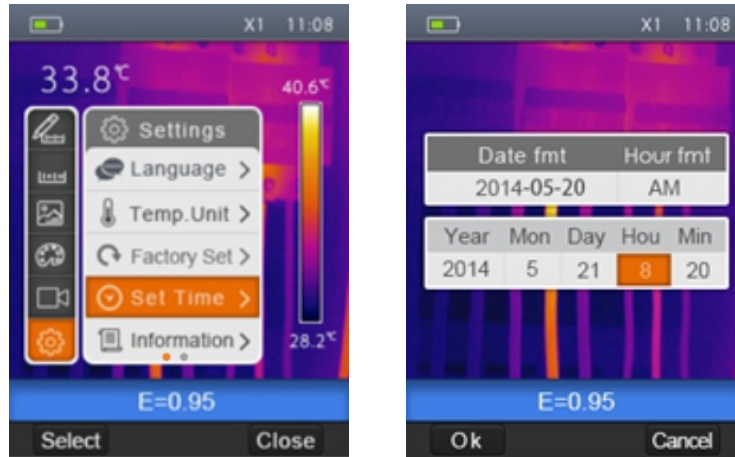 X1 11:08
33.8℃
40.6℃
Settings
Language >
Temp.Unit >
Factory Set >
Set Time >
Information >
28.2℃
E=0.95
Select Close
X1 11:08
Date fmt Hour fmt
2014-05-20 AM
Year Mon Day Hou Min
2014 5 21 8 20
E=0.95
Ok Cancel